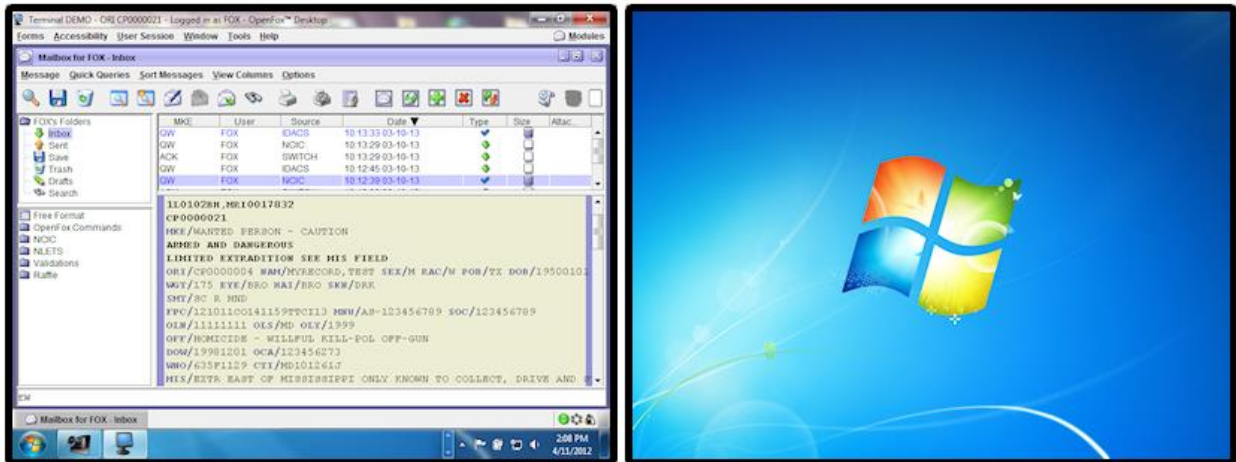 Terminal DEMO - ORI CP0000021 - Logged in as FOX - OpenFox™ Desktop
Forms Accessibility User Session Window Tools Help
Modules
Mailbox for FOX - Inbox
Message Quick Queries Sort Messages View Columns Options
FOX's Folders
Inbox
Sent
Save
Trash
Drafts
Search
Free Format
OpenFox Commands
NCIC
NLETS
Validations
Raffle
MKE User Source Date ▼ Type Size Attac...
QW FOX IDACS 10:13:33 03-10-13
QW FOX NCIC 10:13:29 03-10-13
ACK FOX SWITCH 10:13:29 03-10-13
QW FOX IDACS 10:12:45 03-10-13
QW FOX NCIC 10:12:39 03-10-13
1L0102BH,MRI0017832
CP0000021
MKE/WANTED PERSON - CAUTION
ARMED AND DANGEROUS
LIMITED EXTRADITION SEE MIS FIELD
ORI/CP0000004 NAM/MYRECORD,TEST SEX/M RAC/W POB/TX DOB/19500101
WGT/175 EYE/BRO HAI/BRO SKN/DRK
SMT/SC R HND
FPC/121011CO141159TTCI13 MNU/AS-123456789 SOC/123456789
OLN/11111111 OLS/MD OLY/1999
OFF/HOMICIDE - WILLFUL KILL-POL OFF-GUN
DOW/19981201 OCA/123456273
WNO/635F1129 CTI/MD101261J
MIS/EXTR EAST OF MISSISSIPPI ONLY KNOWN TO COLLECT, DRIVE AND
Mailbox for FOX - Inbox
2:08 PM
4/11/2012